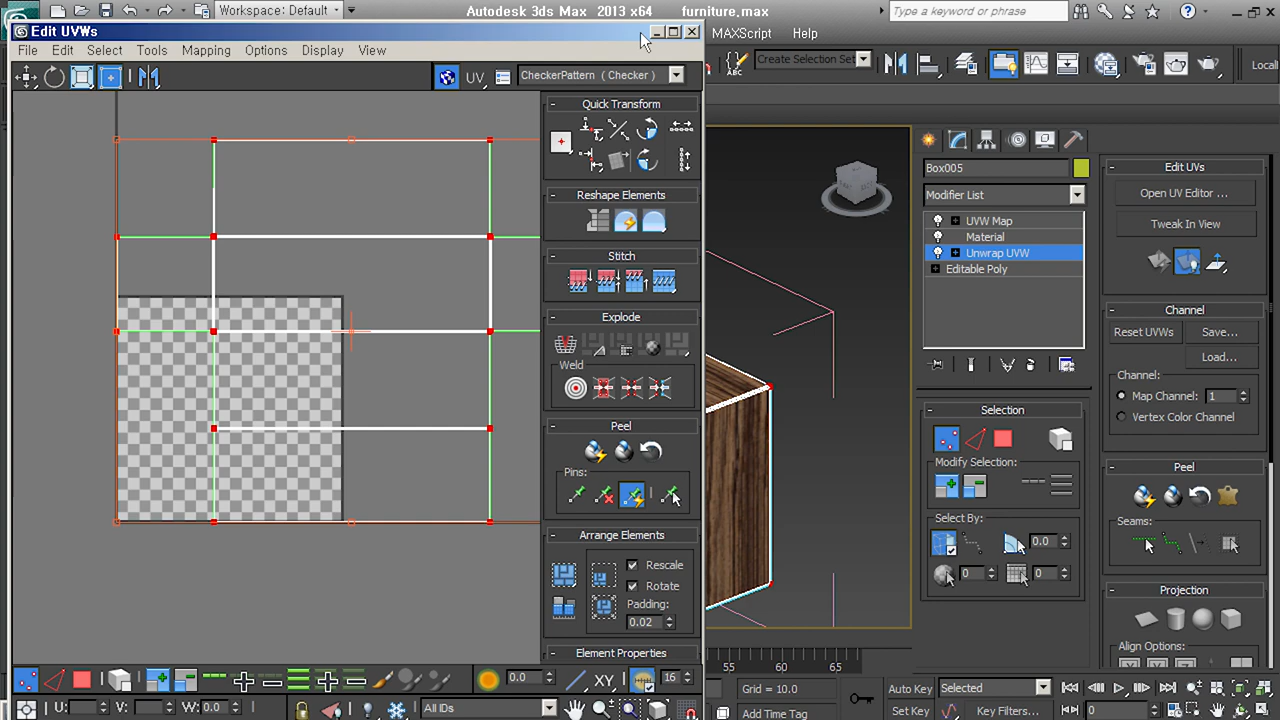 Workspace: Default
Autodesk 3ds Max 2013 x64 furniture.max
Type a keyword or phrase
Edit UVWs
File Edit Select Tools Mapping Options Display View
MAXScript Help
ABC
Create Selection Set
Locali
UV
CheckerPattern ( Checker )
Quick Transform
Reshape Elements
Stitch
Explode
Weld
Peel
Pins:
Arrange Elements
Rescale
Rotate
Padding:
0.02
Element Properties
Box005
Modifier List
UVW Map
Material
Unwrap UVW
Editable Poly
Selection
Modify Selection:
Select By:
0.0
0
0
Edit UVs
Open UV Editor ...
Tweak In View
Channel
Reset UVWs Save...
Load...
Channel:
Map Channel: 1
Vertex Color Channel
Peel
Seams:
Projection
Align Options:
0.0
XY
16
55 60 65
U: V: W: 0.0
All IDs
Grid = 10.0
Add Time Tag
Auto Key Selected
Set Key Key Filters...
0